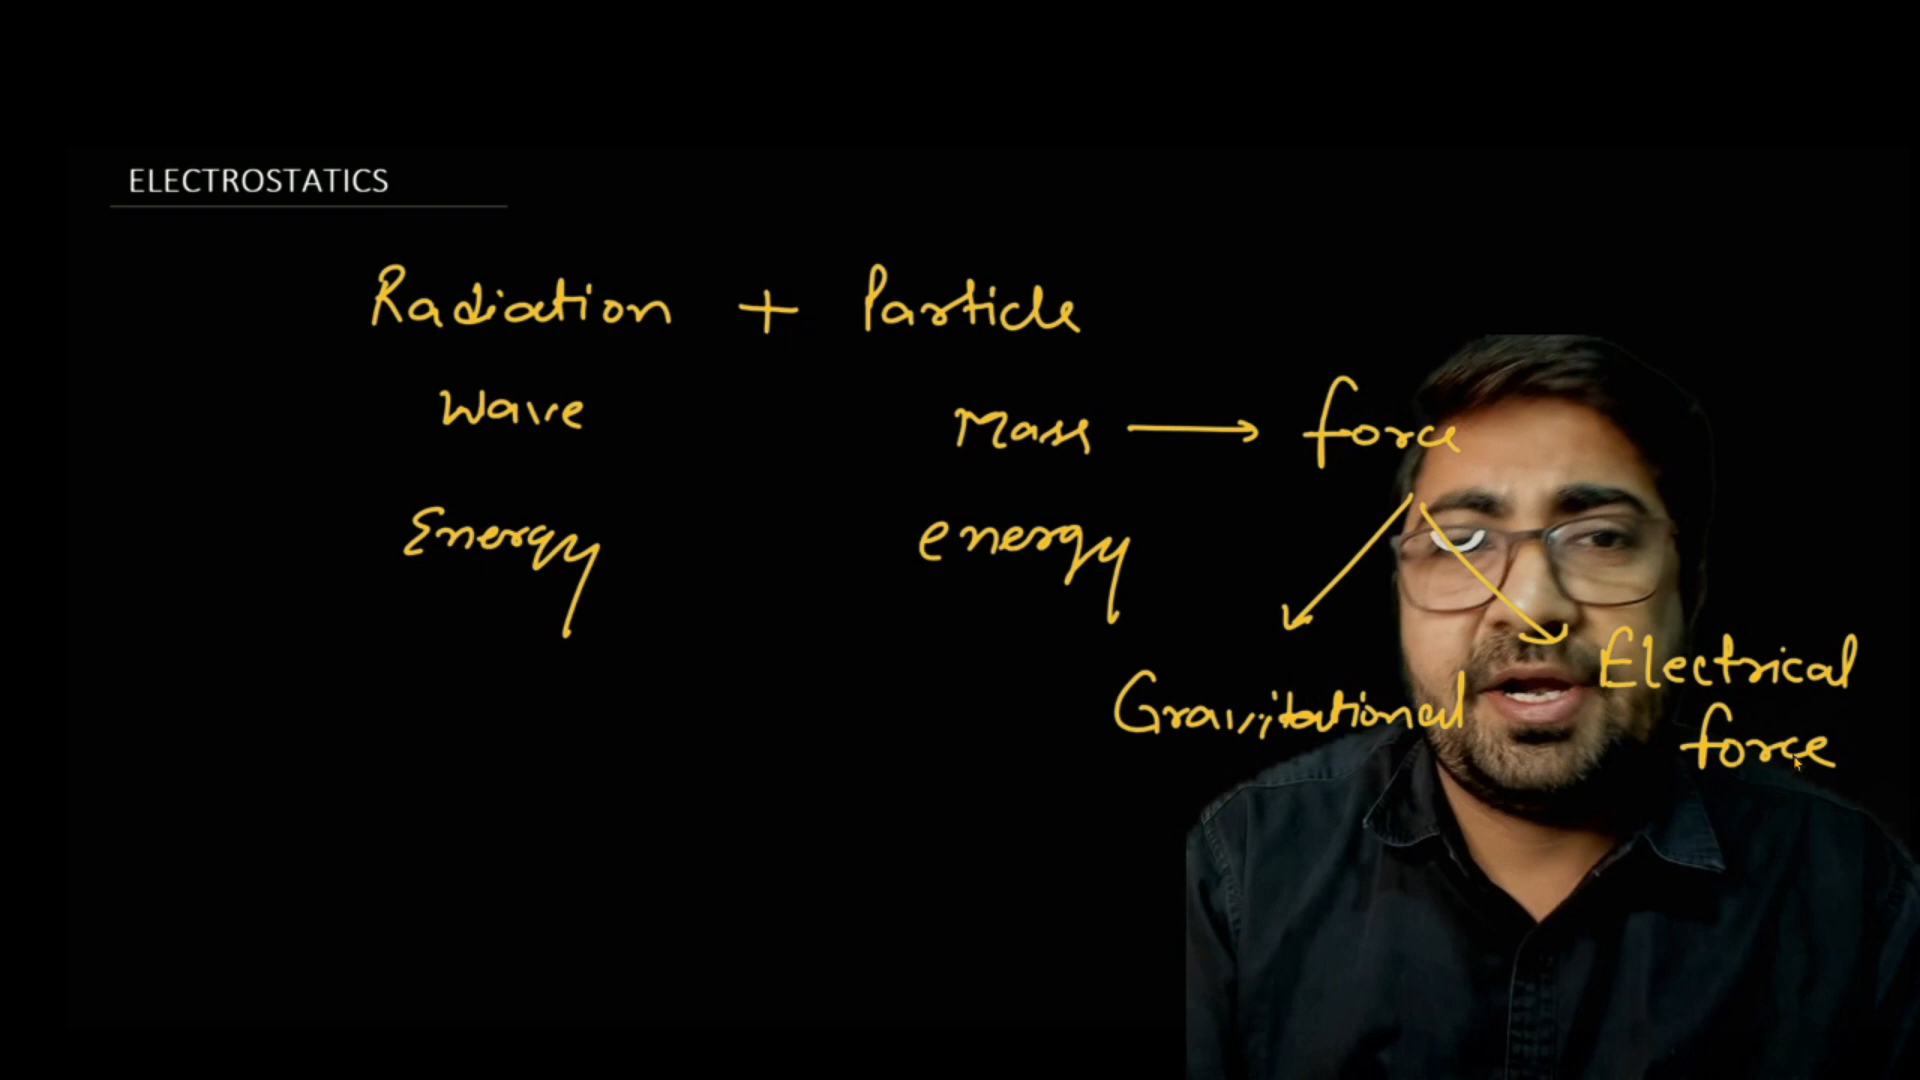 ELECTROSTATICS
Radiation + Particle
Wave
Mass → force
Energy
energy
Gravitational
Electrical
force